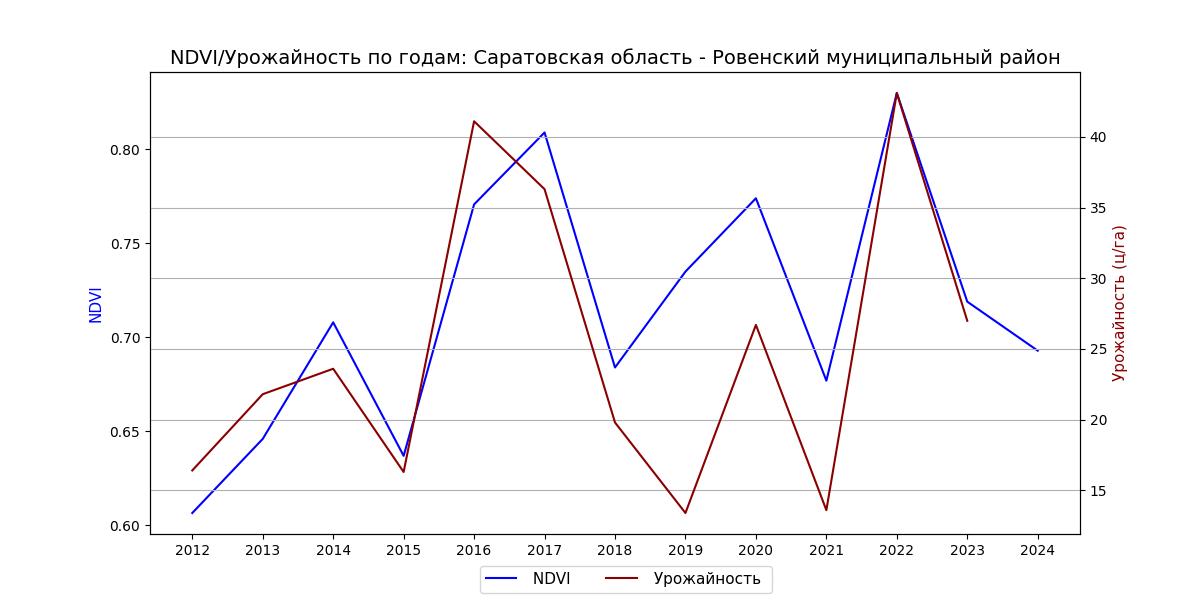 NDVI/Урожайность по годам: Саратовская область - Ровенский муниципальный район
NDVI
0.80
0.75
0.70
0.65
0.60
40
35
30
25
20
15
Урожайность (ц/га)
2012 2013 2014 2015 2016 2017 2018 2019 2020 2021 2022 2023 2024
NDVI Урожайность